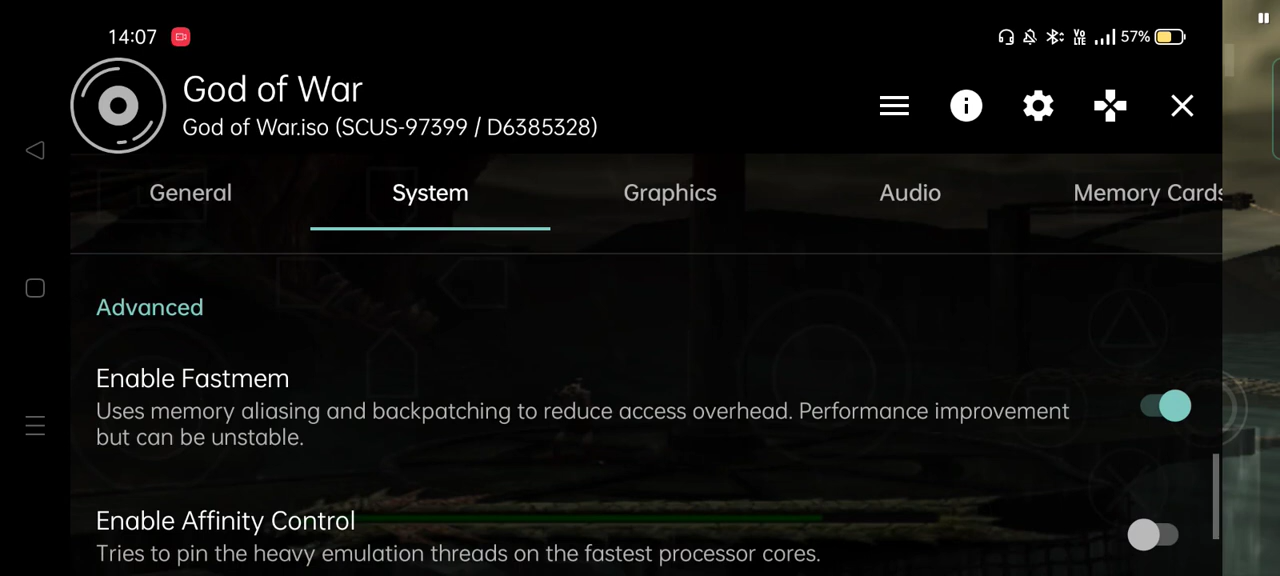 14:07
Vo LTE 57%
God of War
God of War.iso (SCUS-97399 / D6385328)
General System Graphics Audio Memory Cards
Advanced
Enable Fastmem
Uses memory aliasing and backpatching to reduce access overhead. Performance improvement
but can be unstable.
Enable Affinity Control
Tries to pin the heavy emulation threads on the fastest processor cores.